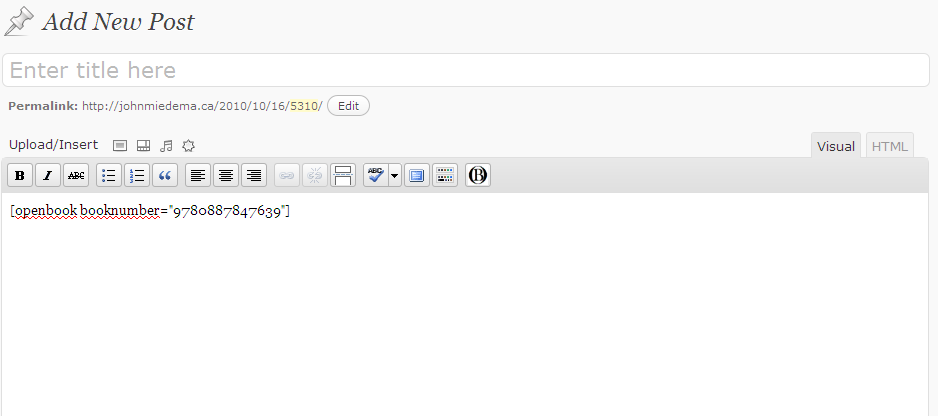 Add New Post
Enter title here
Permalink: http://johnmiedema.ca/2010/10/16/5310/ Edit
Upload/Insert Visual HTML
B I ABC ABC B
[openbook booknumber="9780887847639"]